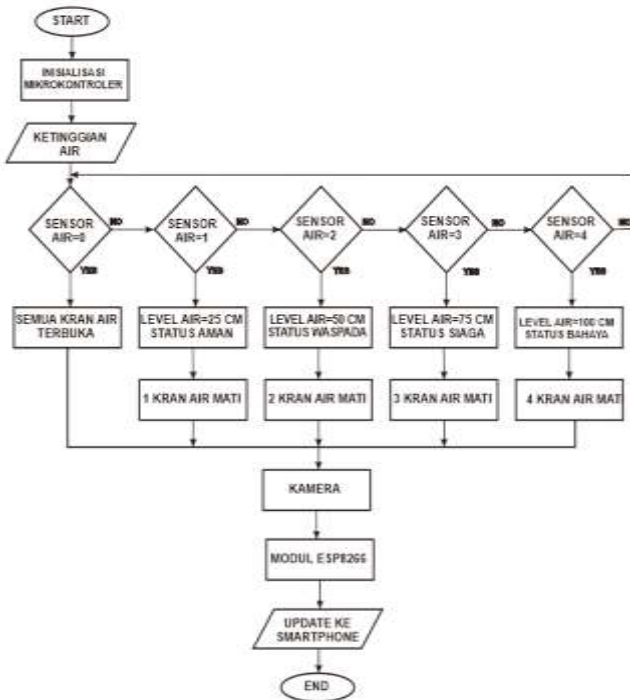 START
INISIALISASI
MIKROKONTROLER
KETINGGIAN
AIR
SENSOR
AIR=0
NO
YES
SENSOR
AIR=1
NO
YES
SENSOR
AIR=2
NO
YES
SENSOR
AIR=3
NO
YES
SENSOR
AIR=4
NO
YES
SEMUA KRAN AIR
TERBUKA
LEVEL AIR=25 CM
STATUS AMAN
LEVEL AIR=50 CM
STATUS WASPADA
LEVEL AIR=75 CM
STATUS SIAGA
LEVEL AIR=100 CM
STATUS BAHAYA
1 KRAN AIR MATI
2 KRAN AIR MATI
3 KRAN AIR MATI
4 KRAN AIR MAT
KAMERA
MODUL ESP8266
UPDATE KE
SMARTPHONE
END